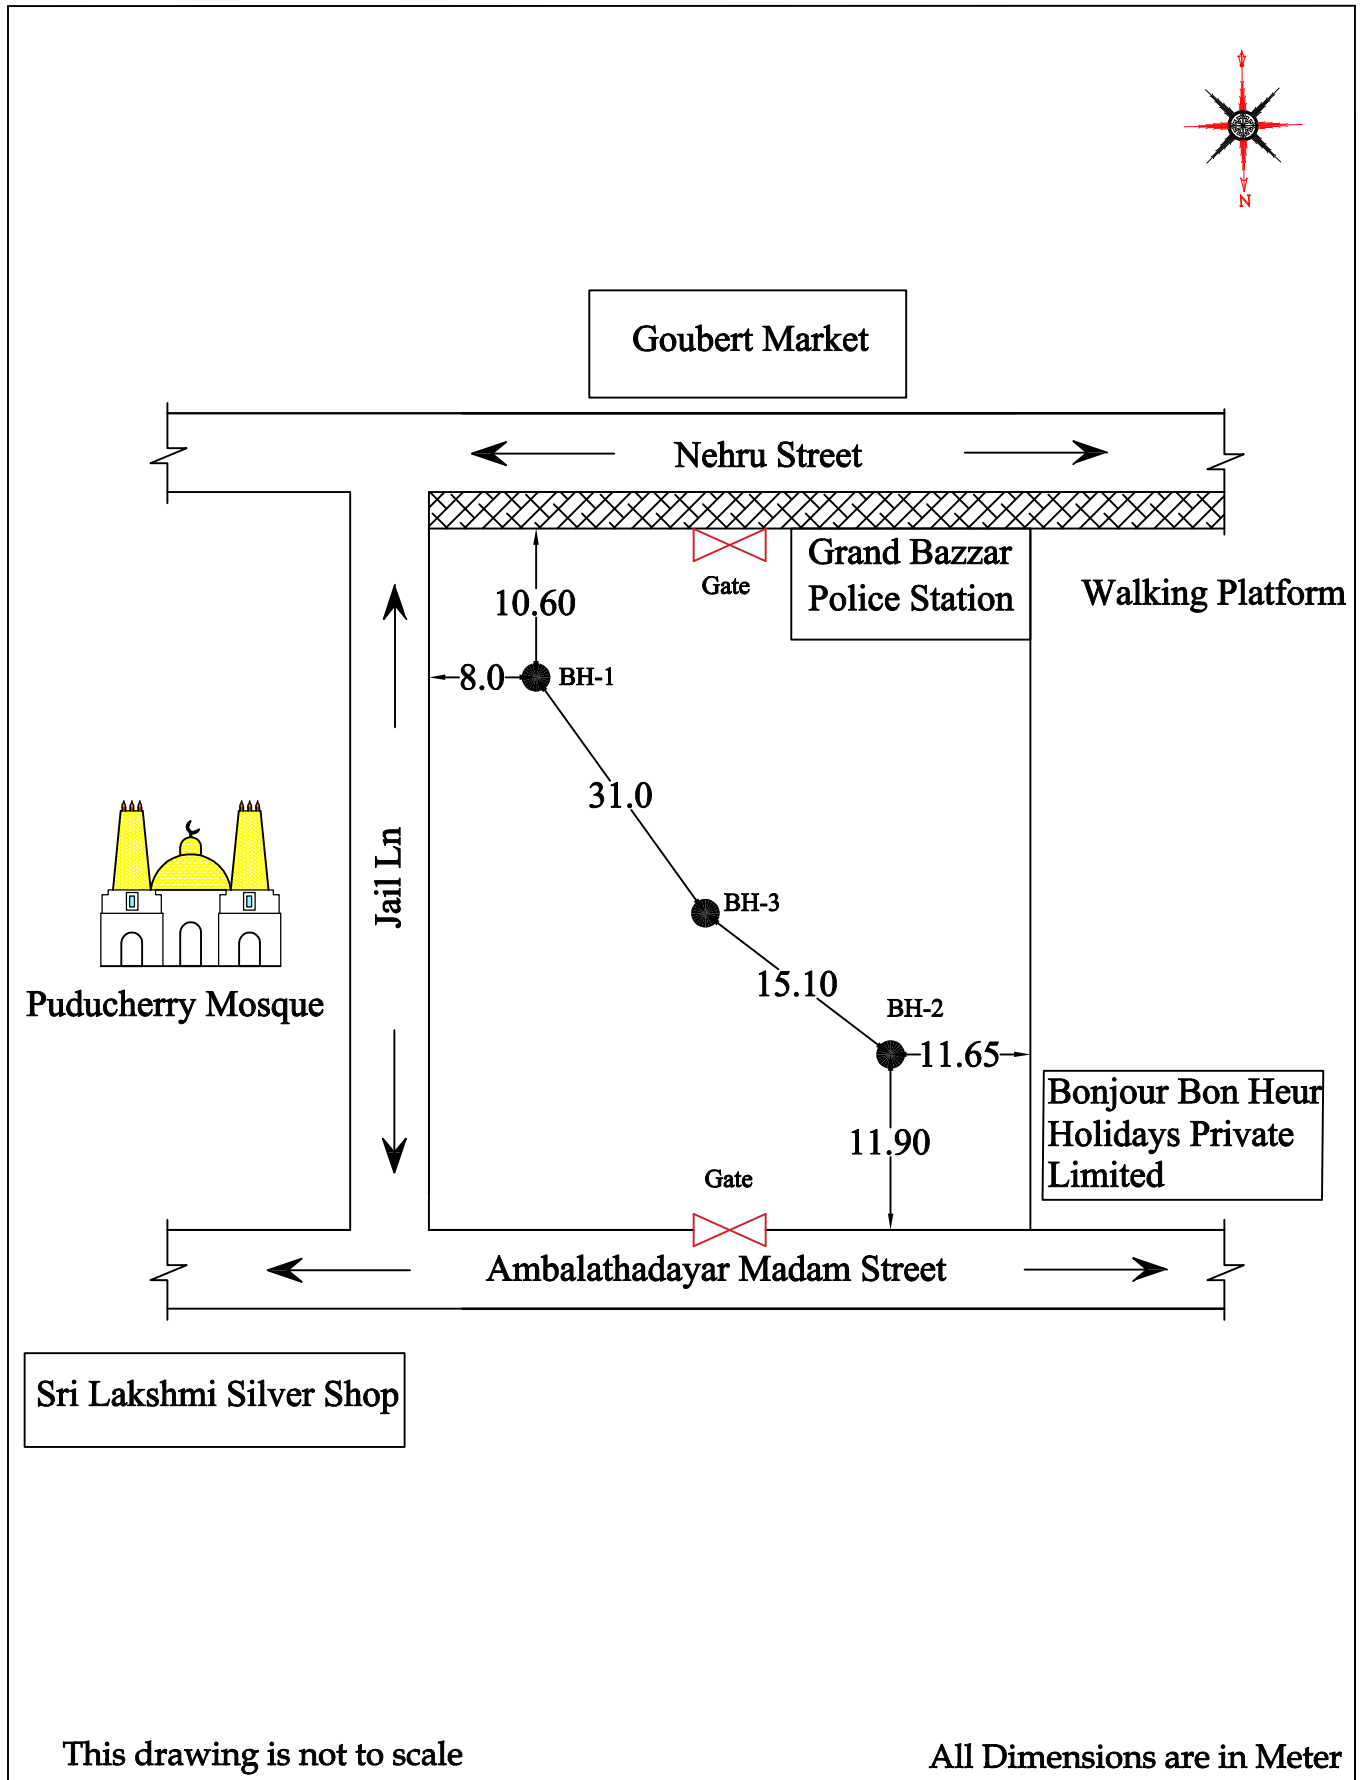 N
Goubert Market
Nehru Street
Grand Bazzar
Police Station
Gate
Walking Platform
10.60
8.0
BH-1
31.0
Jail Ln
BH-3
15.10
Puducherry Mosque
BH-2
11.65
Bonjour Bon Heur
Holidays Private
Limited
11.90
Gate
Ambalathadayar Madam Street
Sri Lakshmi Silver Shop
This drawing is not to scale
All Dimensions are in Meter